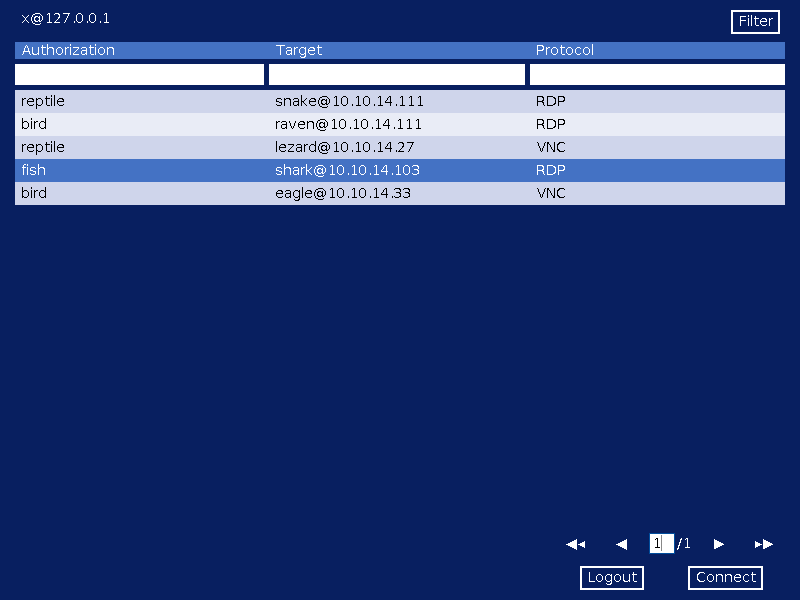 x@127.0.0.1
Filter
Authorization Target Protocol
reptile snake@10.10.14.111 RDP
bird raven@10.10.14.111 RDP
reptile lezard@10.10.14.27 VNC
fish shark@10.10.14.103 RDP
bird eagle@10.10.14.33 VNC
1 /1
Logout Connect